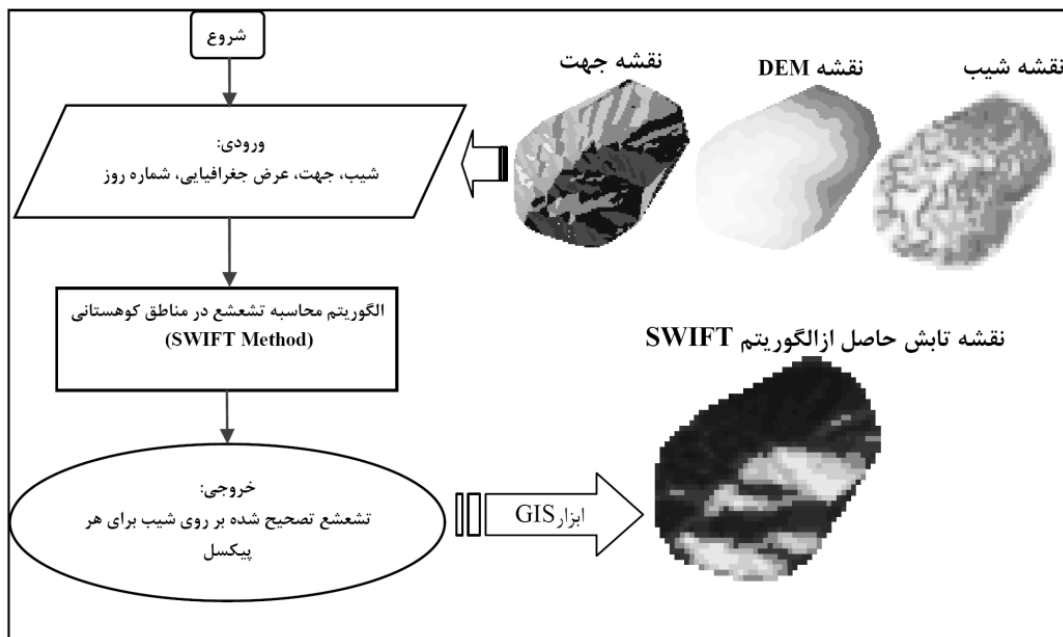 شروع
نقشه جهت
نقشه DEM
نقشه شیب
ورودی:
شیب، جهت، عرض جغرافیایی، شماره روز
الگوریتم محاسبه تشعشع در مناطق کوهستانی
(SWIFT Method)
نقشه تابش حاصل ازالگوریتم SWIFT
خروجی:
تشعشع تصحیح شده بر روی شیب برای هر
پیکسل
ابزارGIS